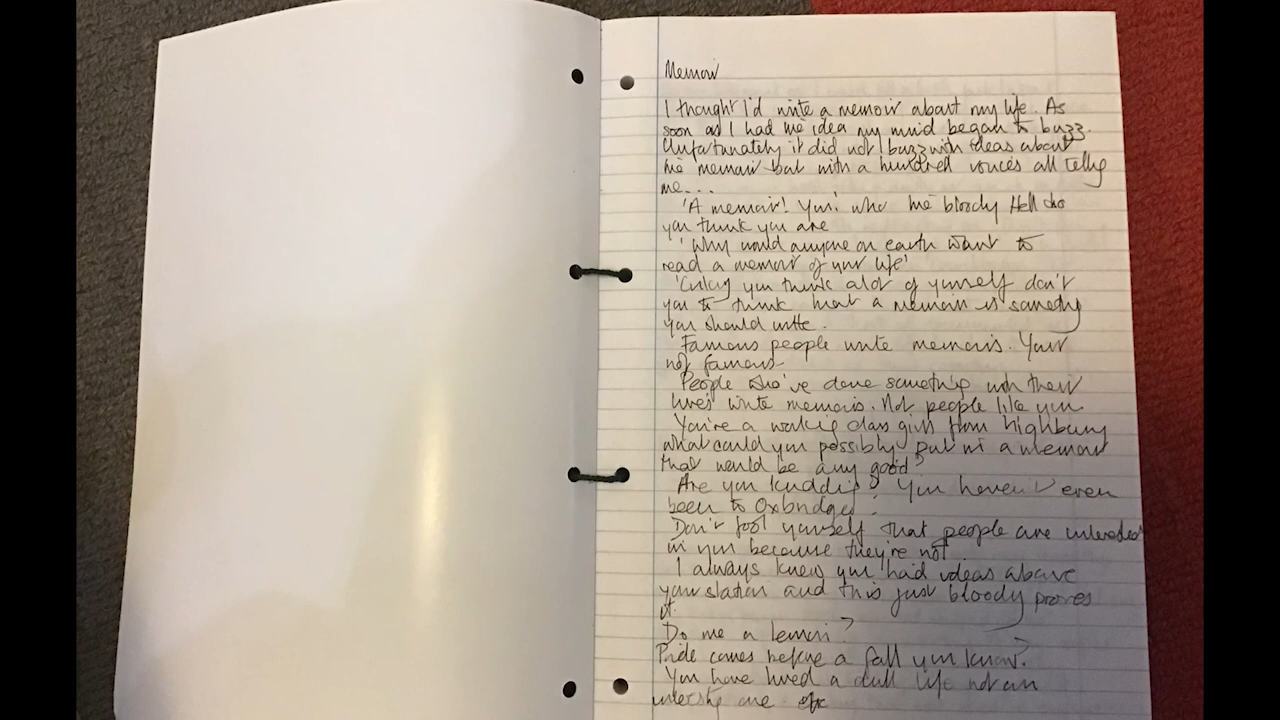 Memoir
I thought I'd write a memoir about my life. As
soon as I had the idea my mind began to buzz.
Unfortunately it did not buzz with ideas about
the memoir but with a hundred voices all telling
me...
'A memoir! You! who the bloody Hell do
you think you are
'Why would anyone on earth want to
read a memoir of your life'
you think alot of yourself don't
you to think that a memoir is something
you should write.
Famous people write memoirs. Your
not famous
People who've done something with their
lives write memoirs. Not people like you
You're a working class girl from Highbury
what could you possibly put in a memoir
that would be any good?
Are you kidding? You haven't even
been to Oxbridge!
Don't fool yourself that people are interested
in you because they're not
I always knew you had ideas above
your station and this just bloody proves
it.
Do me a lemon?
Pride comes before a fall you know?
You have lived a dull life not an
interesting one etc